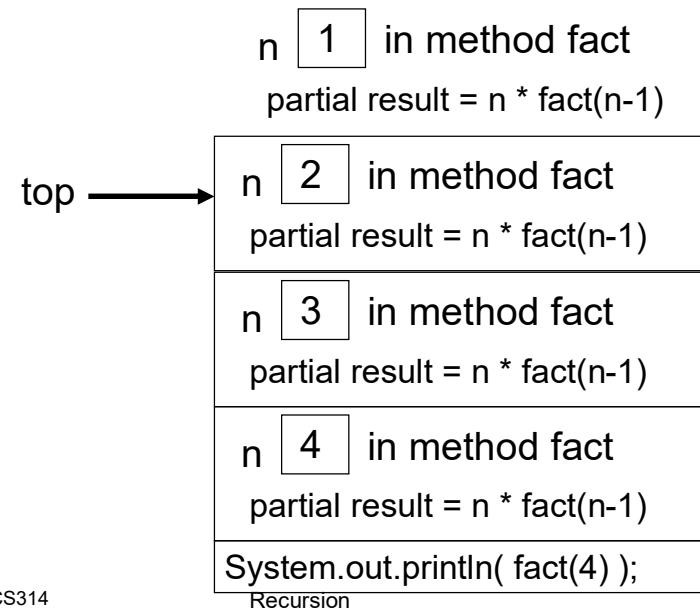 n 1 in method fact
partial result = n * fact(n-1)
top
n 2 in method fact
partial result = n * fact(n-1)
n 3 in method fact
partial result = n * fact(n-1)
n 4 in method fact
partial result = n * fact(n-1)
System.out.println( fact(4) );
CS314
Recursion